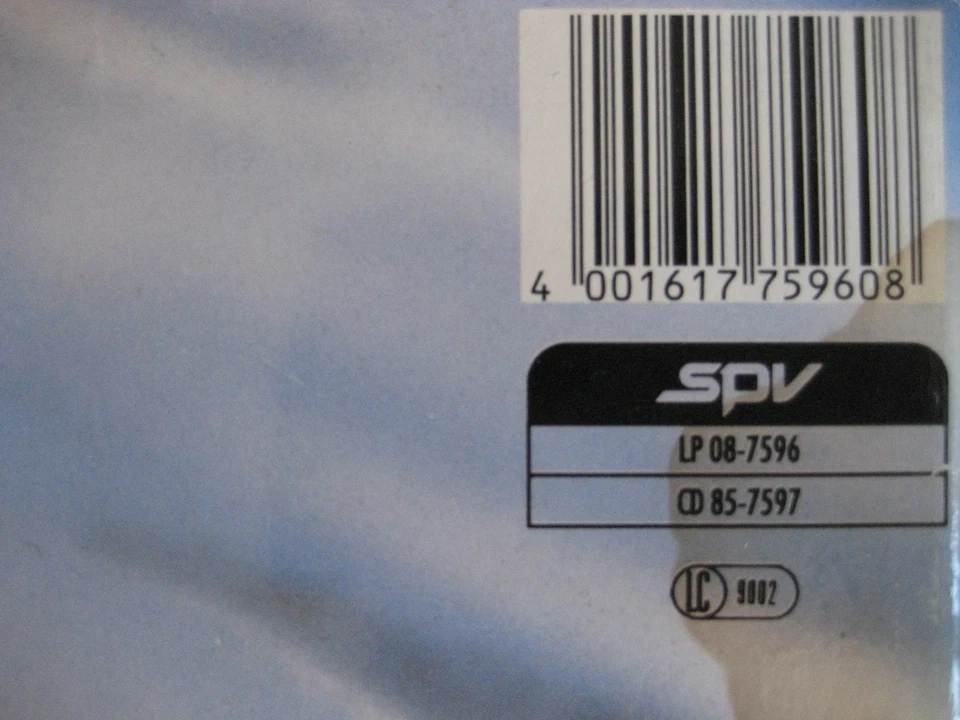 4 001617 759608
spv
LP 08-7596
CD 85-7597
LC 9002